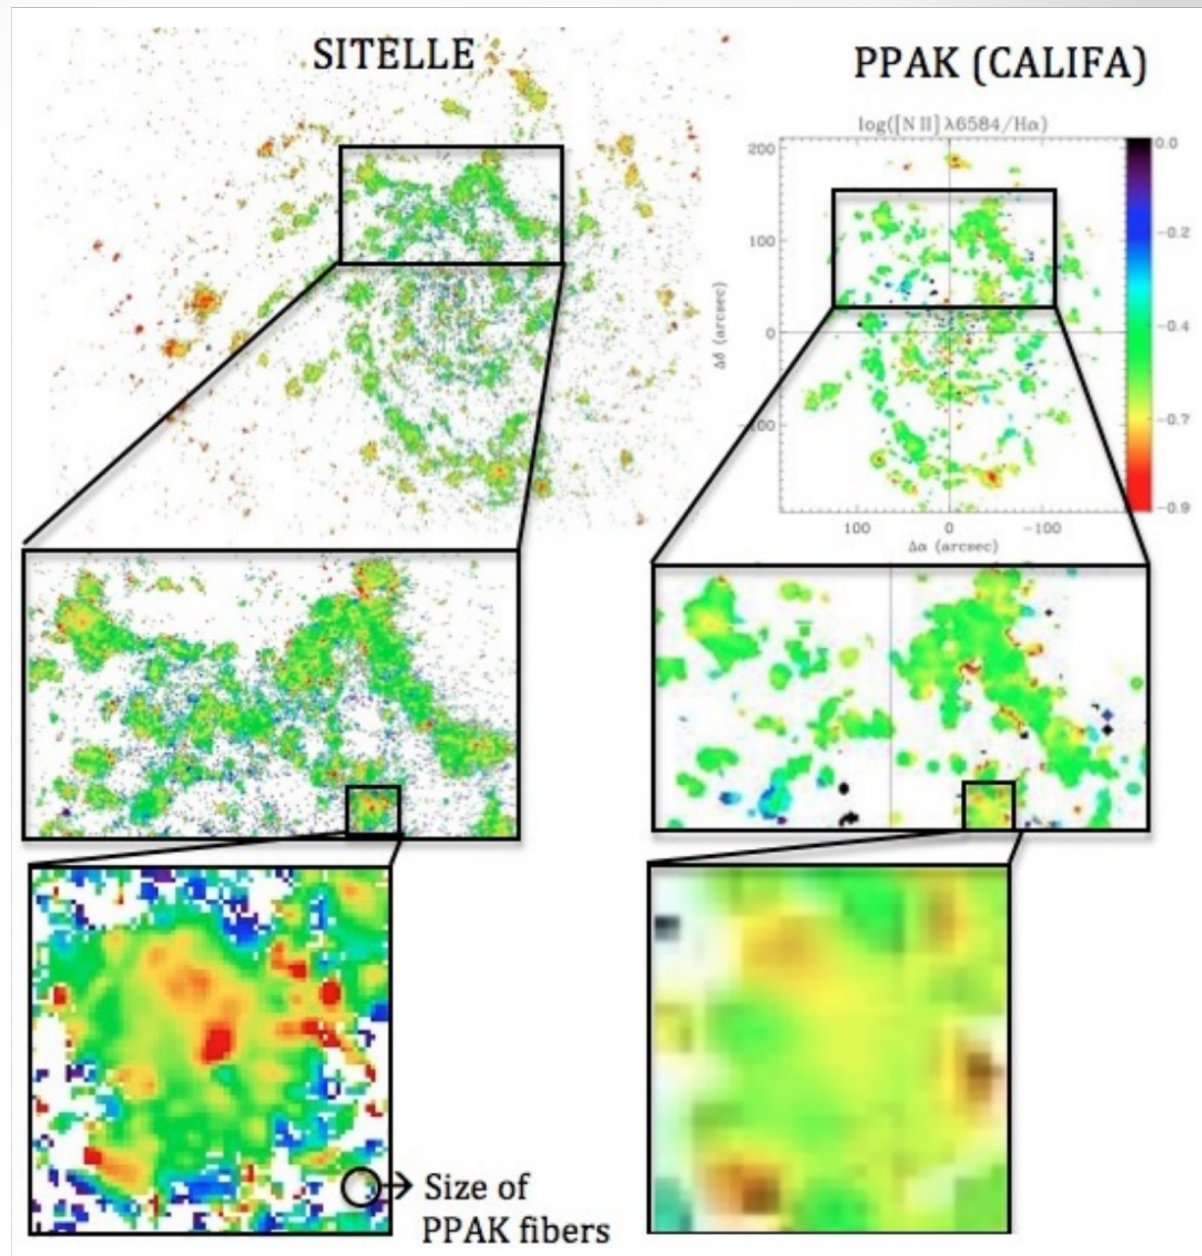 SITELLE
PPAK (CALIFA)
log([N II] λ6584/Hα)
200
100
0
-100
Δδ (arcsec)
100 0 -100
Δα (arcsec)
0.0
-0.2
-0.4
-0.7
-0.9
Size of
PPAK fibers